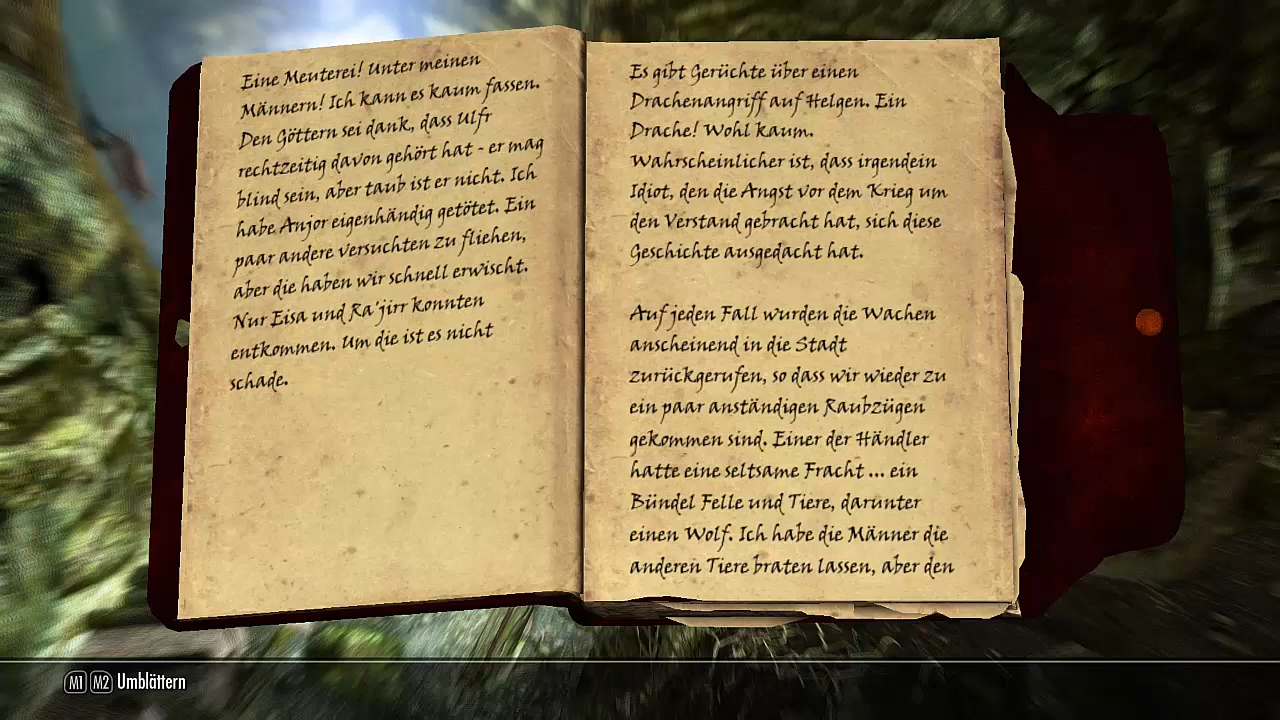 Eine Meuterei! Unter meinen
Männern! Ich kann es kaum fassen.
Den Göttern sei dank, dass Ulfr
rechtzeitig davon gehört hat - er mag
blind sein, aber taub ist er nicht. Ich
habe Anjor eigenhändig getötet. Ein
paar andere versuchten zu fliehen,
aber die haben wir schnell erwischt.
Nur Eisa und Ra'jirr konnten
entkommen. Um die ist es nicht
schade.
Es gibt Gerüchte über einen
Drachenangriff auf Helgen. Ein
Drache! Wohl kaum.
Wahrscheinlicher ist, dass irgendein
Idiot, den die Angst vor dem Krieg um
den Verstand gebracht hat, sich diese
Geschichte ausgedacht hat.
Auf jeden Fall wurden die Wachen
anscheinend in die Stadt
zurückgerufen, so dass wir wieder zu
ein paar anständigen Raubzügen
gekommen sind. Einer der Händler
hatte eine seltsame Fracht ... ein
Bündel Felle und Tiere, darunter
einen Wolf. Ich habe die Männer die
anderen Tiere braten lassen, aber den
M1 M2 Umblättern